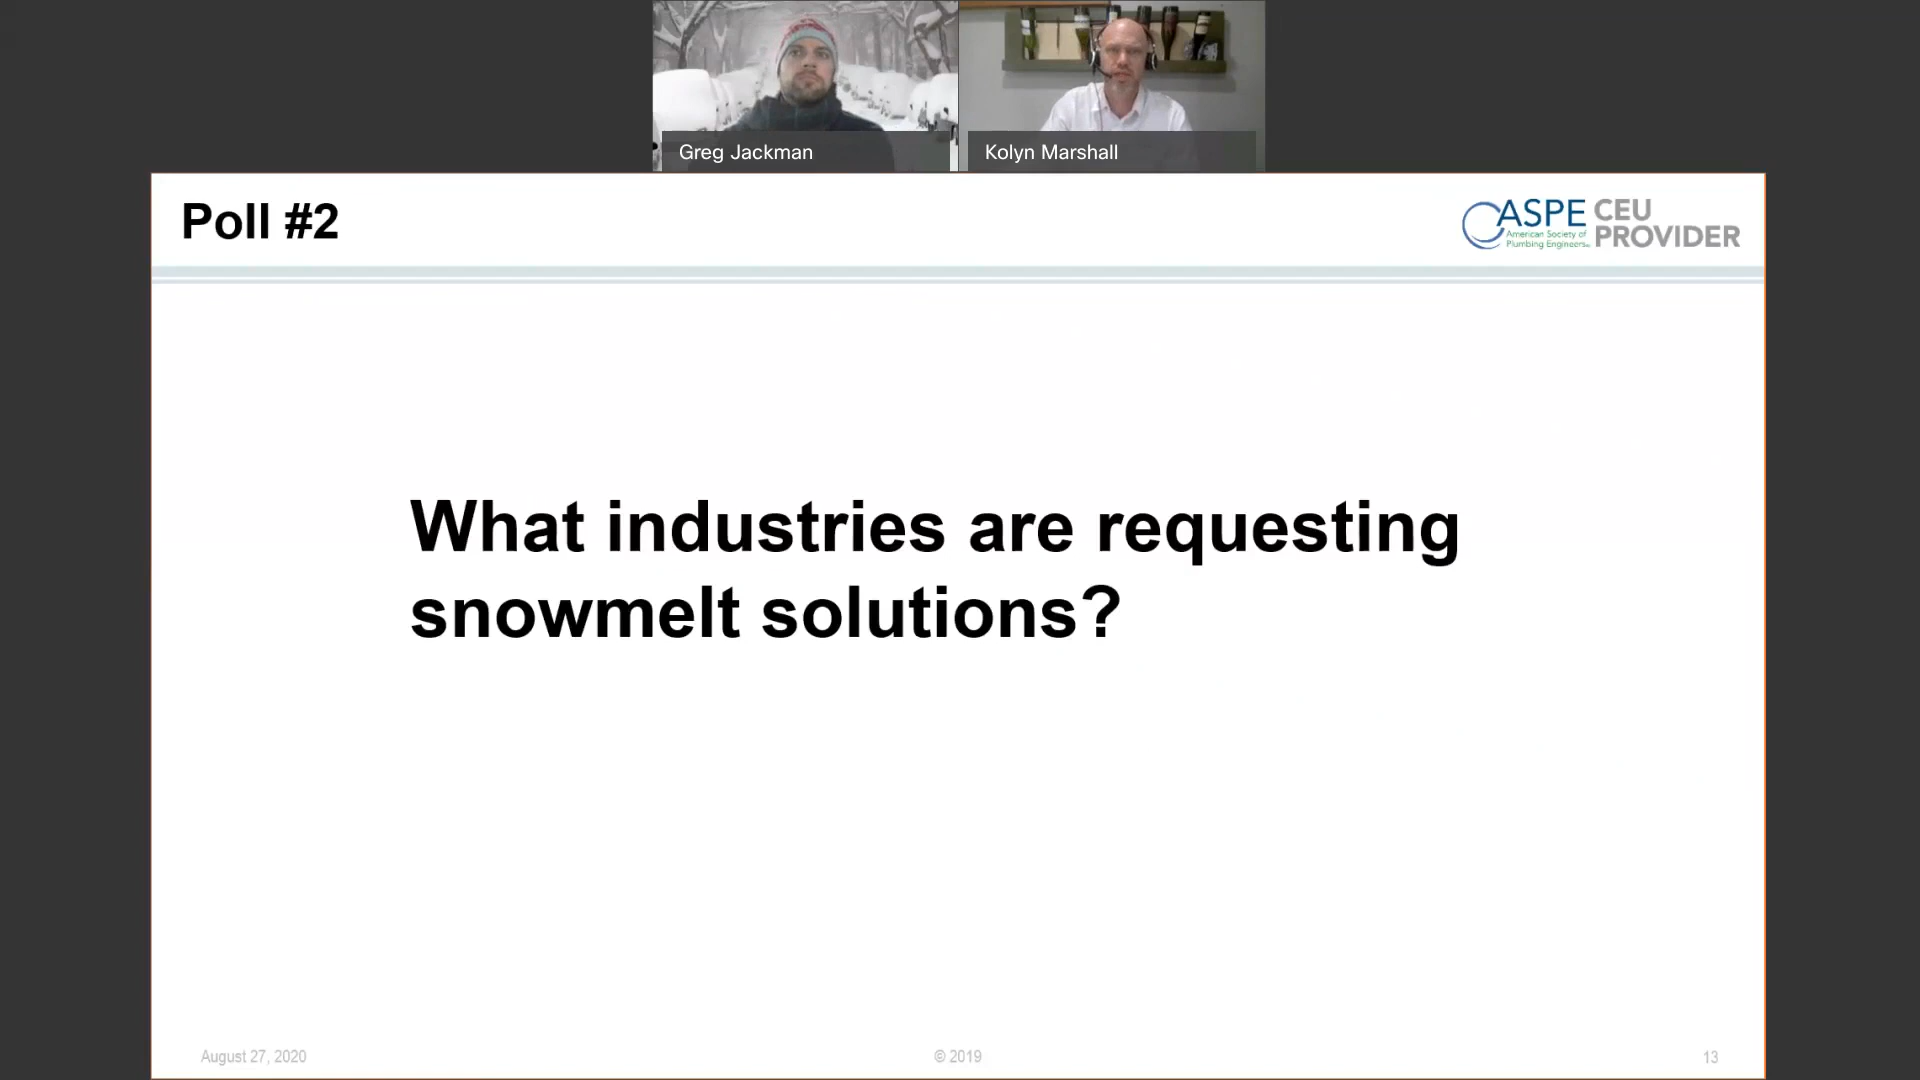 Greg Jackman
Kolyn Marshall
Poll #2
ASPE
American Society of
Plumbing Engineers
CEU
PROVIDER
What industries are requesting
snowmelt solutions?
August 27, 2020
© 2019
13